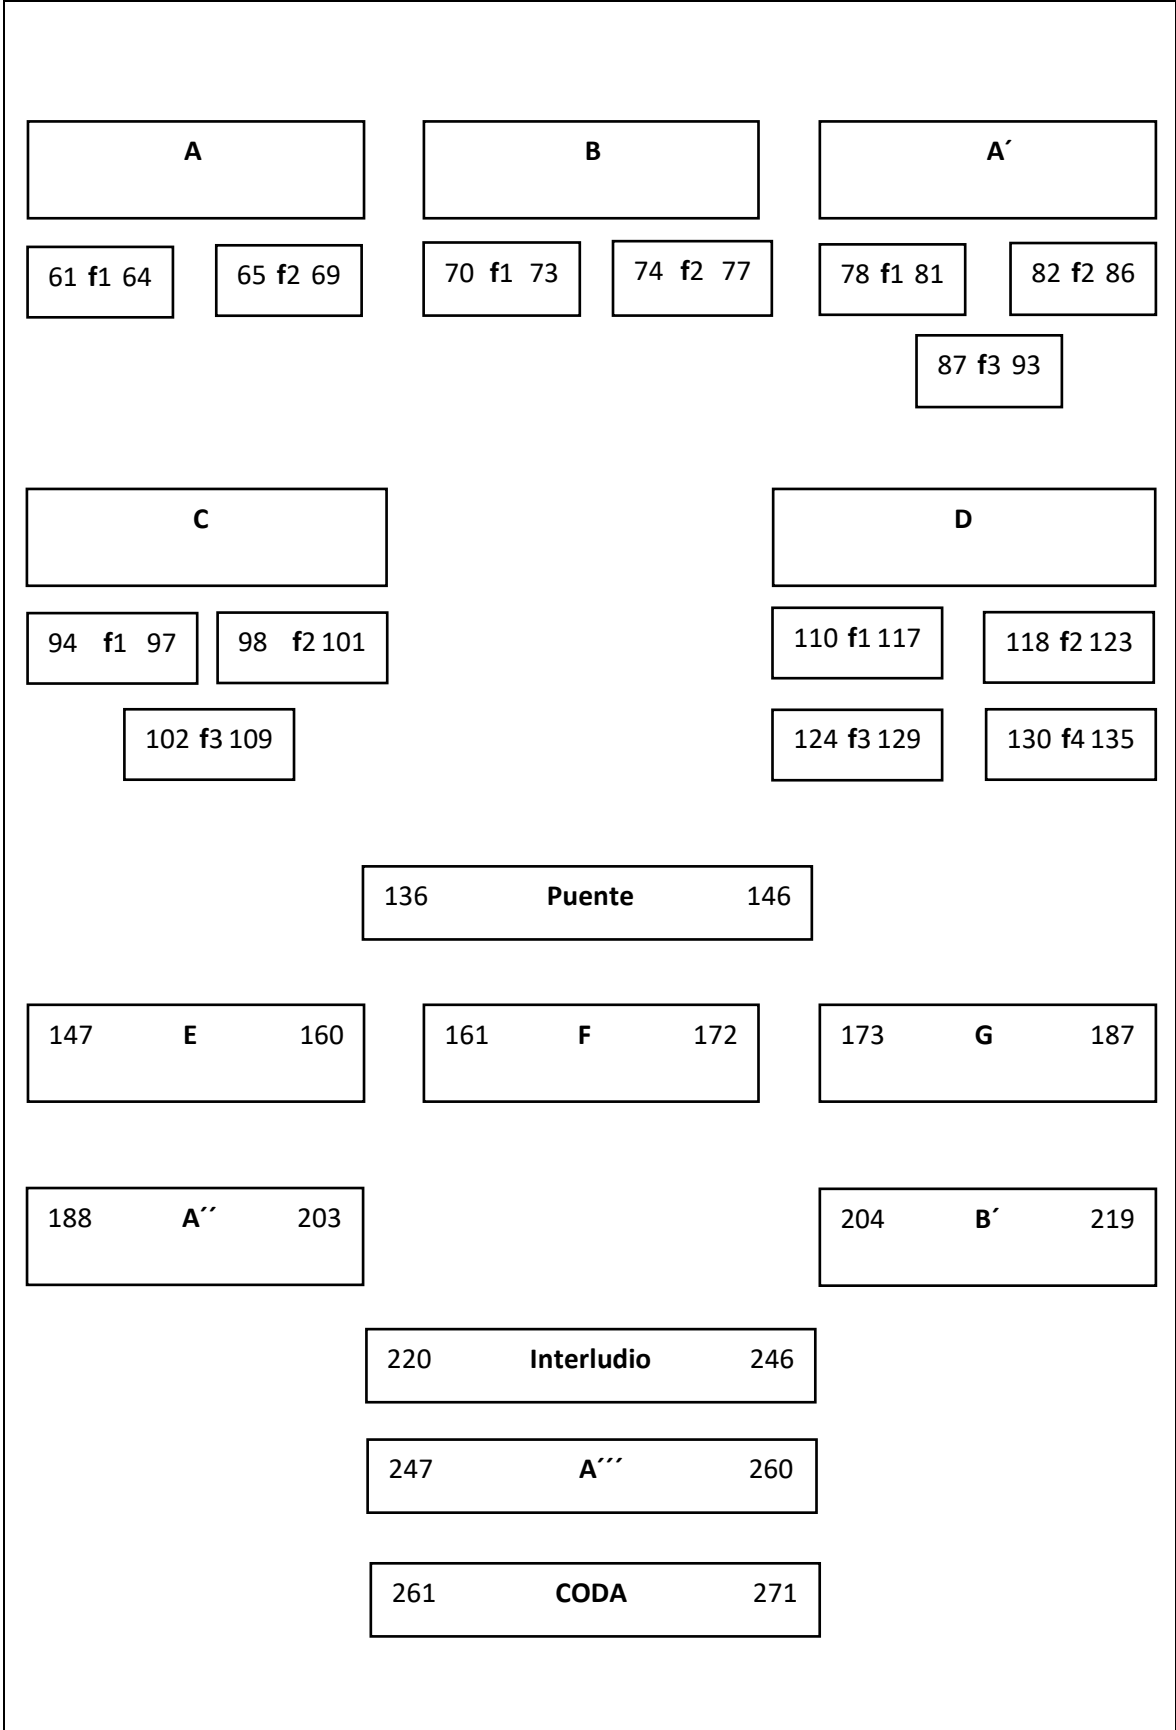 A B A´
61 f1 64 65 f2 69 70 f1 73 74 f2 77 78 f1 81 82 f2 86
87 f3 93
C D
94 f1 97 98 f2 101 110 f1 117 118 f2 123
102 f3 109 124 f3 129 130 f4 135
136 Puente 146
147 E 160 161 F 172 173 G 187
188 A´´ 203 204 B´ 219
220 Interludio 246
247 A´´´ 260
261 CODA 271